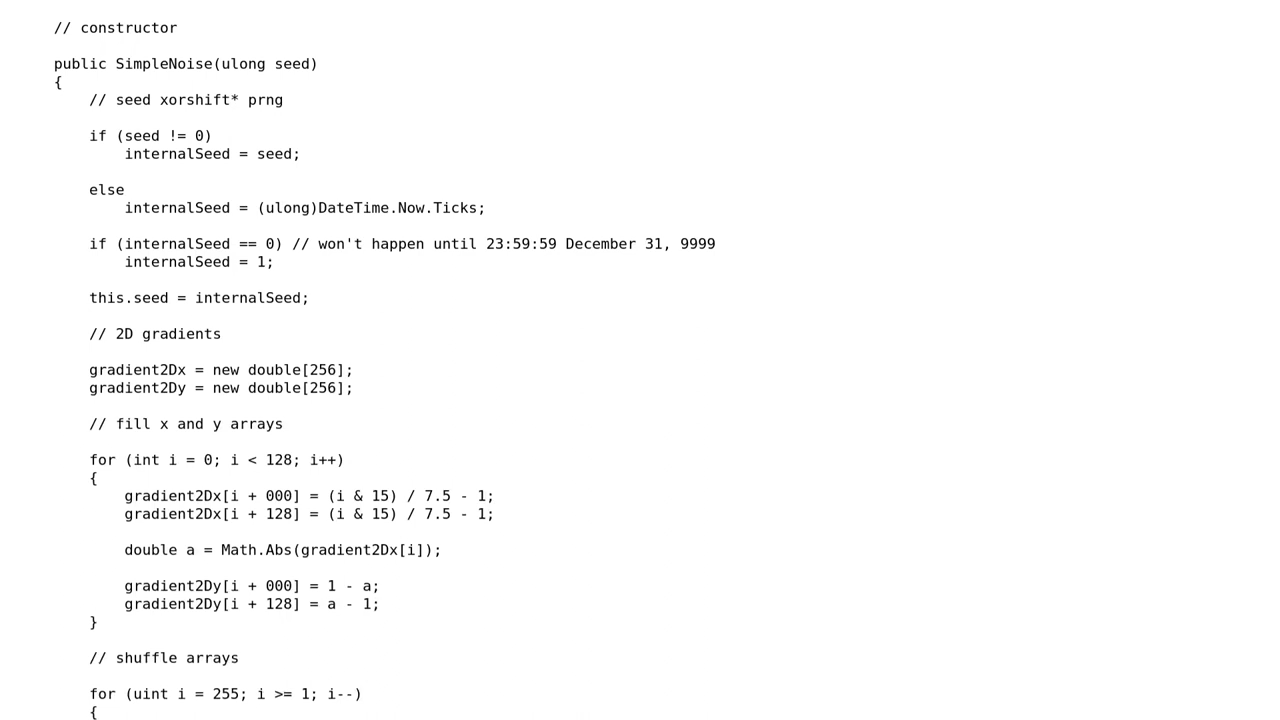 // constructor
public SimpleNoise(ulong seed)
{
// seed xorshift* prng
if (seed != 0)
internalSeed = seed;
else
internalSeed = (ulong)DateTime.Now.Ticks;
if (internalSeed == 0) // won't happen until 23:59:59 December 31, 9999
internalSeed = 1;
this.seed = internalSeed;
// 2D gradients
gradient2Dx = new double[256];
gradient2Dy = new double[256];
// fill x and y arrays
for (int i = 0; i < 128; i++)
{
gradient2Dx[i + 000] = (i & 15) / 7.5 - 1;
gradient2Dx[i + 128] = (i & 15) / 7.5 - 1;
double a = Math.Abs(gradient2Dx[i]);
gradient2Dy[i + 000] = 1 - a;
gradient2Dy[i + 128] = a - 1;
}
// shuffle arrays
for (uint i = 255; i >= 1; i--)
{